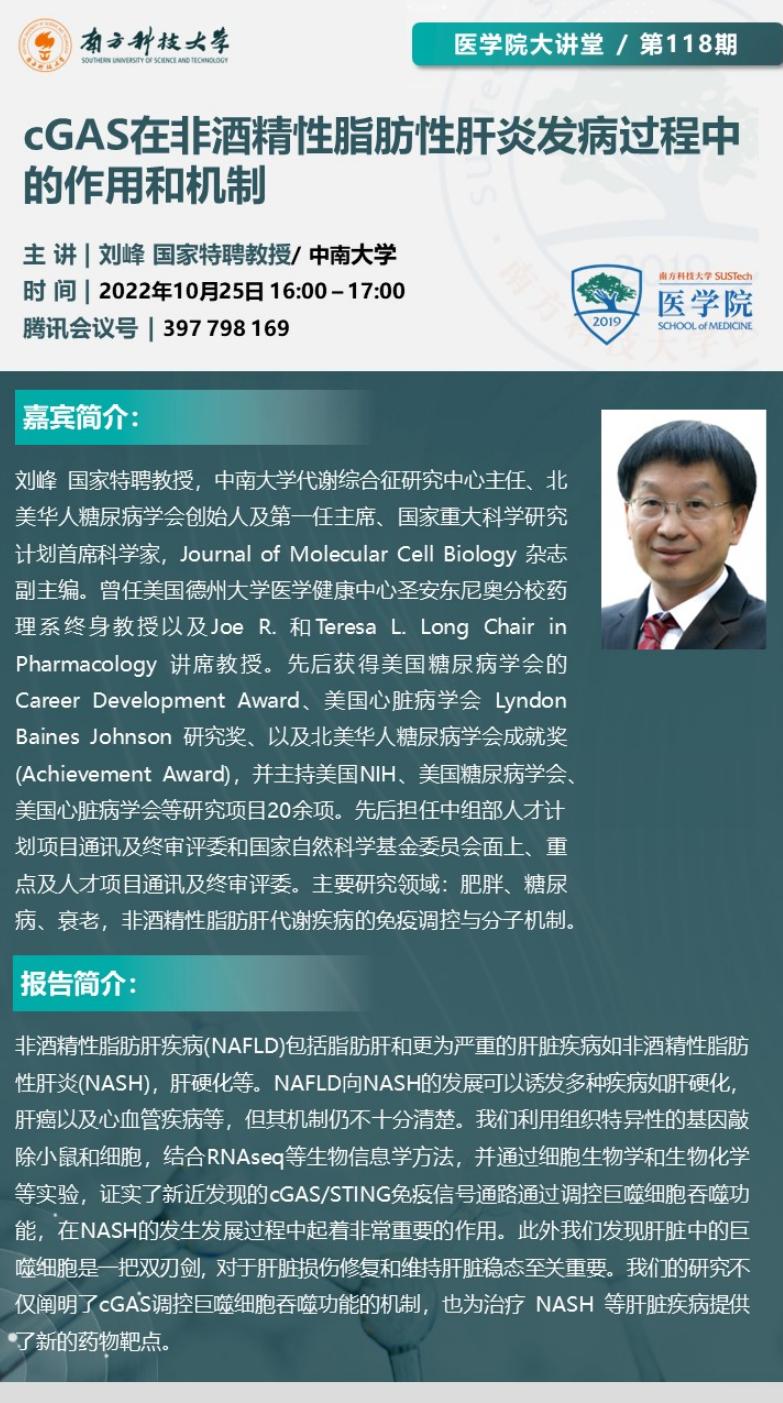 南方科技大学
SOUTHERN UNIVERSITY OF SCIENCE AND TECHNOLOGY
医学院大讲堂 / 第118期
cGAS在非酒精性脂肪性肝炎发病过程中
的作用和机制
主 讲 | 刘峰 国家特聘教授/ 中南大学
时 间 | 2022年10月25日 16:00 – 17:00
腾讯会议号 | 397 798 169
南方科技大学 SUSTech
医学院
SCHOOL of MEDICINE
2019
嘉宾简介：
刘峰 国家特聘教授，中南大学代谢综合征研究中心主任、北
美华人糖尿病学会创始人及第一任主席、国家重大科学研究
计划首席科学家，Journal of Molecular Cell Biology 杂志
副主编。曾任美国德州大学医学健康中心圣安东尼奥分校药
理系终身教授以及Joe R. 和Teresa L. Long Chair in
Pharmacology 讲席教授。先后获得美国糖尿病学会的
Career Development Award、美国心脏病学会 Lyndon
Baines Johnson 研究奖、以及北美华人糖尿病学会成就奖
(Achievement Award)，并主持美国NIH、美国糖尿病学会、
美国心脏病学会等研究项目20余项。先后担任中组部人才计
划项目通讯及终审评委和国家自然科学基金委员会面上、重
点及人才项目通讯及终审评委。主要研究领域：肥胖、糖尿
病、衰老，非酒精性脂肪肝代谢疾病的免疫调控与分子机制。
报告简介：
非酒精性脂肪肝疾病(NAFLD)包括脂肪肝和更为严重的肝脏疾病如非酒精性脂肪
性肝炎(NASH)，肝硬化等。NAFLD向NASH的发展可以诱发多种疾病如肝硬化，
肝癌以及心血管疾病等，但其机制仍不十分清楚。我们利用组织特异性的基因敲
除小鼠和细胞，结合RNAseq等生物信息学方法，并通过细胞生物学和生物化学
等实验，证实了新近发现的cGAS/STING免疫信号通路通过调控巨噬细胞吞噬功
能，在NASH的发生发展过程中起着非常重要的作用。此外我们发现肝脏中的巨
噬细胞是一把双刃剑，对于肝脏损伤修复和维持肝脏稳态至关重要。我们的研究不
仅阐明了cGAS调控巨噬细胞吞噬功能的机制，也为治疗 NASH 等肝脏疾病提供
了新的药物靶点。